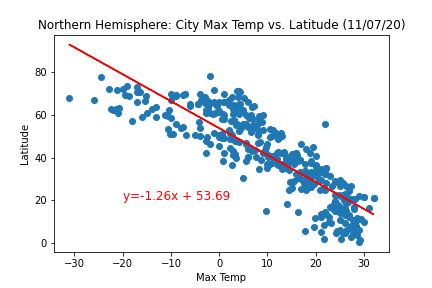 Northern Hemisphere: City Max Temp vs. Latitude (11/07/20)
Latitude
80
60
40
20
0
y=-1.26x + 53.69
−30 −20 −10 0 10 20 30
Max Temp